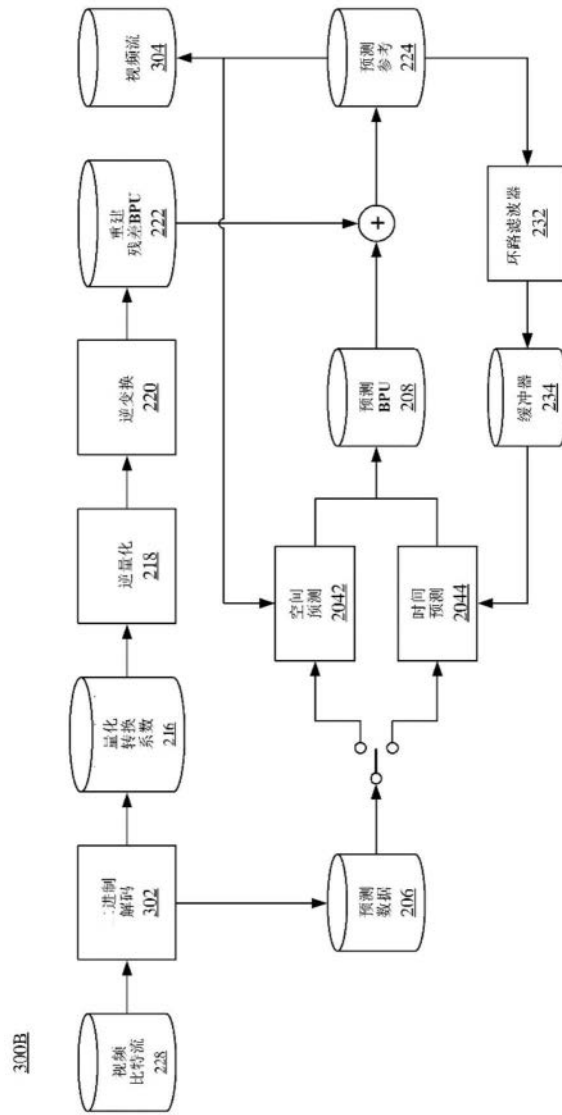 300B
视频
比特流
228
二进制
解码
302
量化
转换
系数
216
逆量化
218
逆变换
220
重建
残差BPU
222
视频流
304
预测
数据
206
空间
预测
2042
时间
预测
2044
预测
BPU
208
+
预测
参考
224
环路滤波器
232
缓冲器
234